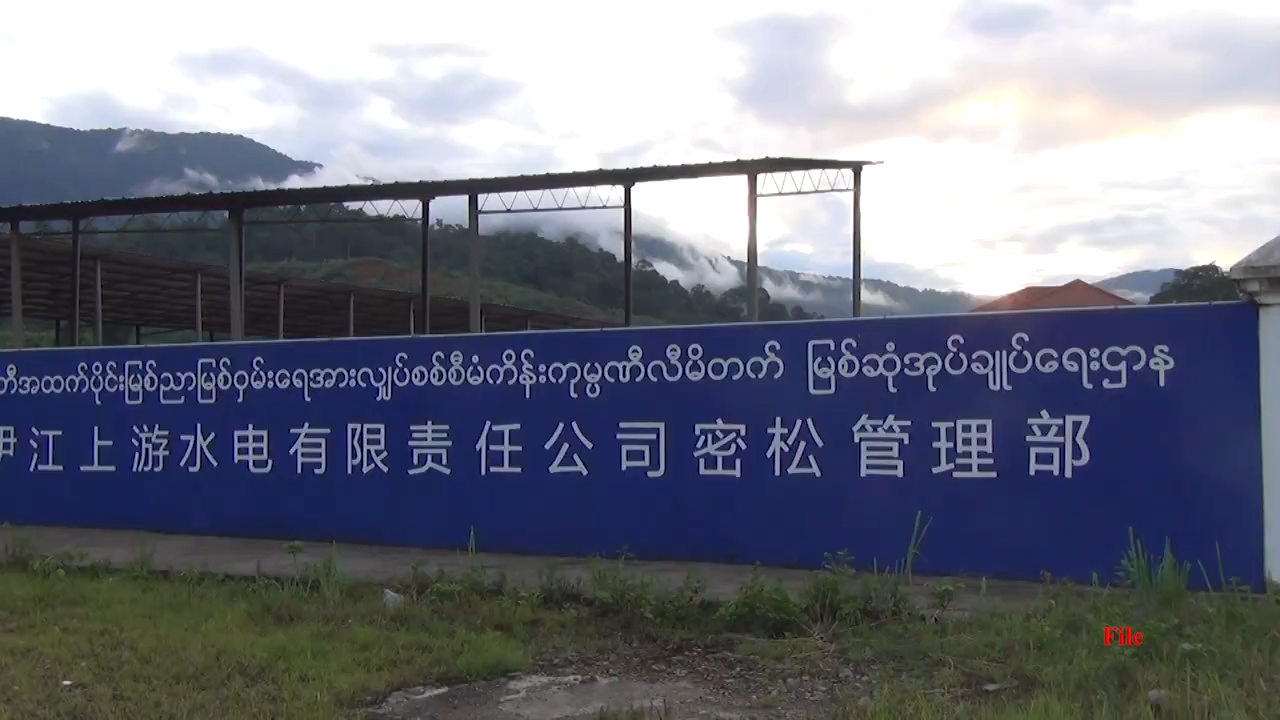 အထက်ပိုင်းမြစ်ညာမြစ်ဝှမ်းရေအားလျှပ်စစ်စီမံကိန်းကုမ္ပဏီလီမိတက် မြစ်ဆုံအုပ်ချုပ်ရေးဌာန
伊江上游水电有限责任公司密松管理部
File